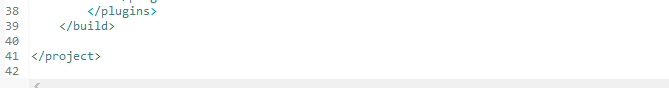 38         </plugins>
39     </build>
40
41 </project>
42